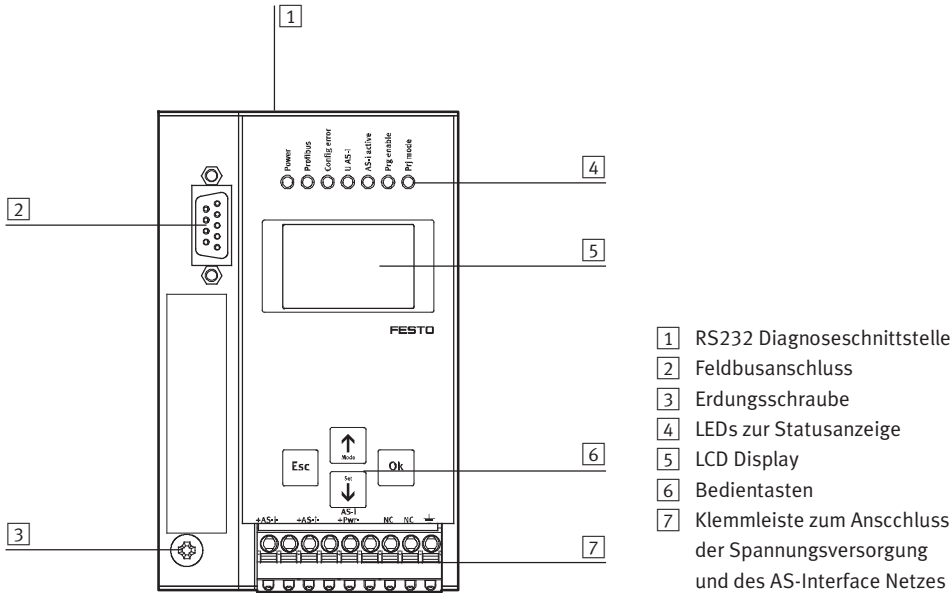 1
Power
Profibus
Config error
U AS-i
AS-i active
Prg enable
Prj mode
4
2
5
FESTO
1 RS232 Diagnoseschnittstelle
2 Feldbusanschluss
3 Erdungsschraube
4 LEDs zur Statusanzeige
5 LCD Display
6 Bedientasten
7 Klemmleiste zum Anscchluss
der Spannungsversorgung
und des AS-Interface Netzes
Mode
Esc
Ok
6
Set
AS-i
+AS-i- +AS-i- +Pwr- NC NC
3
7